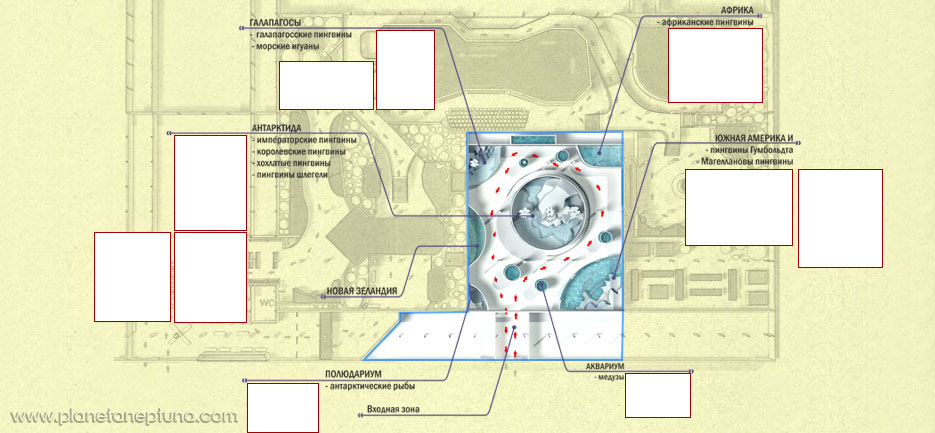 ГАЛАПАГОСЫ
- галапагосские пингвины
- морские игуаны
АФРИКА
- африканские пингвины
АНТАРКТИДА
- императорские пингвины
- королевские пингвины
- хохлатые пингвины
- пингвины шлегели
ЮЖНАЯ АМЕРИКА И
- пингвины Гумбольдта
- Магеллановы пингвины
НОВАЯ ЗЕЛАНДИЯ
WC
ПОЛЮДАРИУМ
- антарктические рыбы
АКВАРИУМ
- медузы
Входная зона
www.planetaneptuna.com